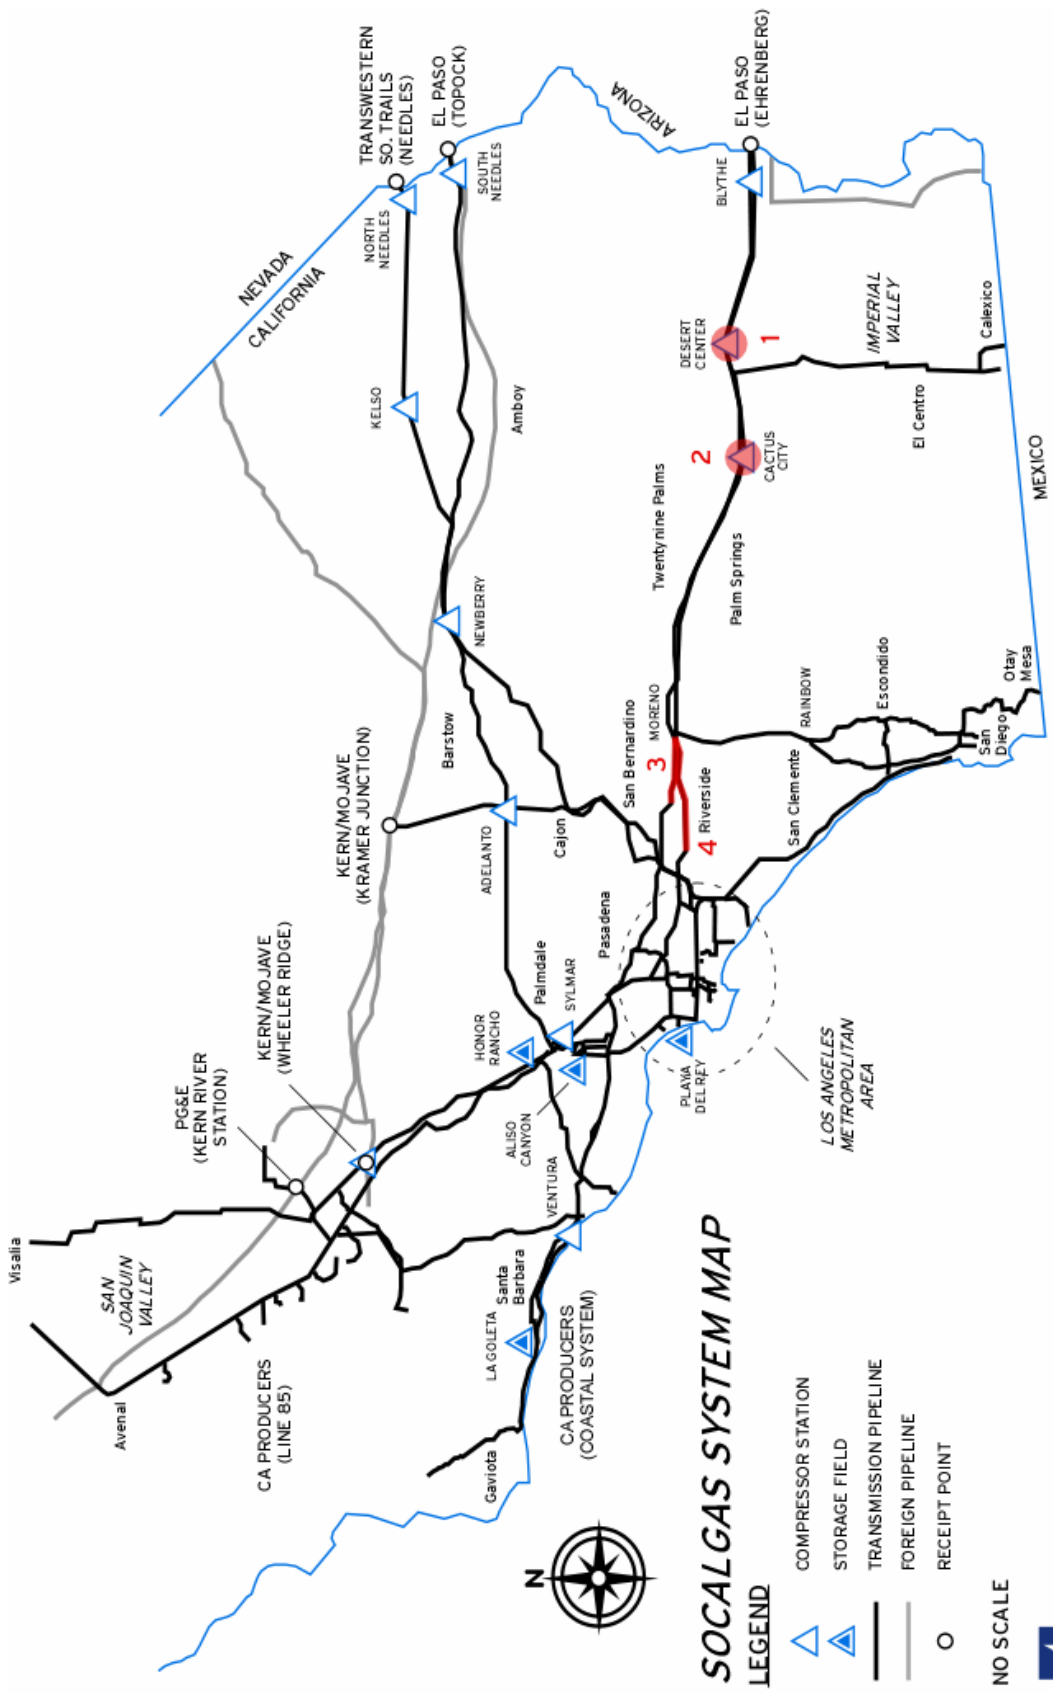 TRANSWESTERN
SO. TRAILS
(NEEDLES)
EL PASO
(TOPOCK)
NEVADA
CALIFORNIA
NORTH
NEEDLES
SOUTH
NEEDLES
ARIZONA
EL PASO
(EHRENBERG)
BLYTHE
KELSO
Amboy
DESERT
CENTER
1
IMPERIAL
VALLEY
Calexico
El Centro
2
CACTUS
CITY
MEXICO
Twentynine Palms
Palm Springs
NEWBERRY
Barstow
KERN/MOJAVE
(KRAMER JUNCTION)
ADELANTO
Cajon
San Bernardino
MORENO
3
4
Riverside
RAINBOW
Escondido
San Clemente
Otay
Mesa
San
Diego
KERN/MOJAVE
(WHEELER RIDGE)
PG&E
(KERN RIVER
STATION)
Palmdale
SYLMAR
Pasadena
HONOR
RANCHO
ALISO
CANYON
PLAYA
DELREY
LOS ANGELES
METROPOLITAN
AREA
VENTURA
Visalia
SAN
JOAQUIN
VALLEY
Avenal
CA PRODUCERS
(LINE 85)
Santa
Barbara
LA GOLETA
Gaviota
CA PRODUCERS
(COASTAL SYSTEM)
N
SOCALGAS SYSTEM MAP
LEGEND
COMPRESSOR STATION
STORAGE FIELD
TRANSMISSION PIPELINE
FOREIGN PIPELINE
RECEIPT POINT
NO SCALE